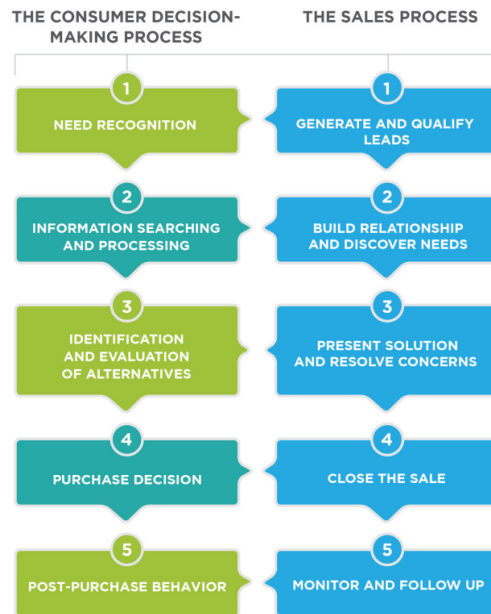 THE CONSUMER DECISION-
MAKING PROCESS
THE SALES PROCESS
1
NEED RECOGNITION
1
GENERATE AND QUALIFY
LEADS
2
INFORMATION SEARCHING
AND PROCESSING
2
BUILD RELATIONSHIP
AND DISCOVER NEEDS
3
IDENTIFICATION
AND EVALUATION
OF ALTERNATIVES
3
PRESENT SOLUTION
AND RESOLVE CONCERNS
4
PURCHASE DECISION
4
CLOSE THE SALE
5
POST-PURCHASE BEHAVIOR
5
MONITOR AND FOLLOW UP